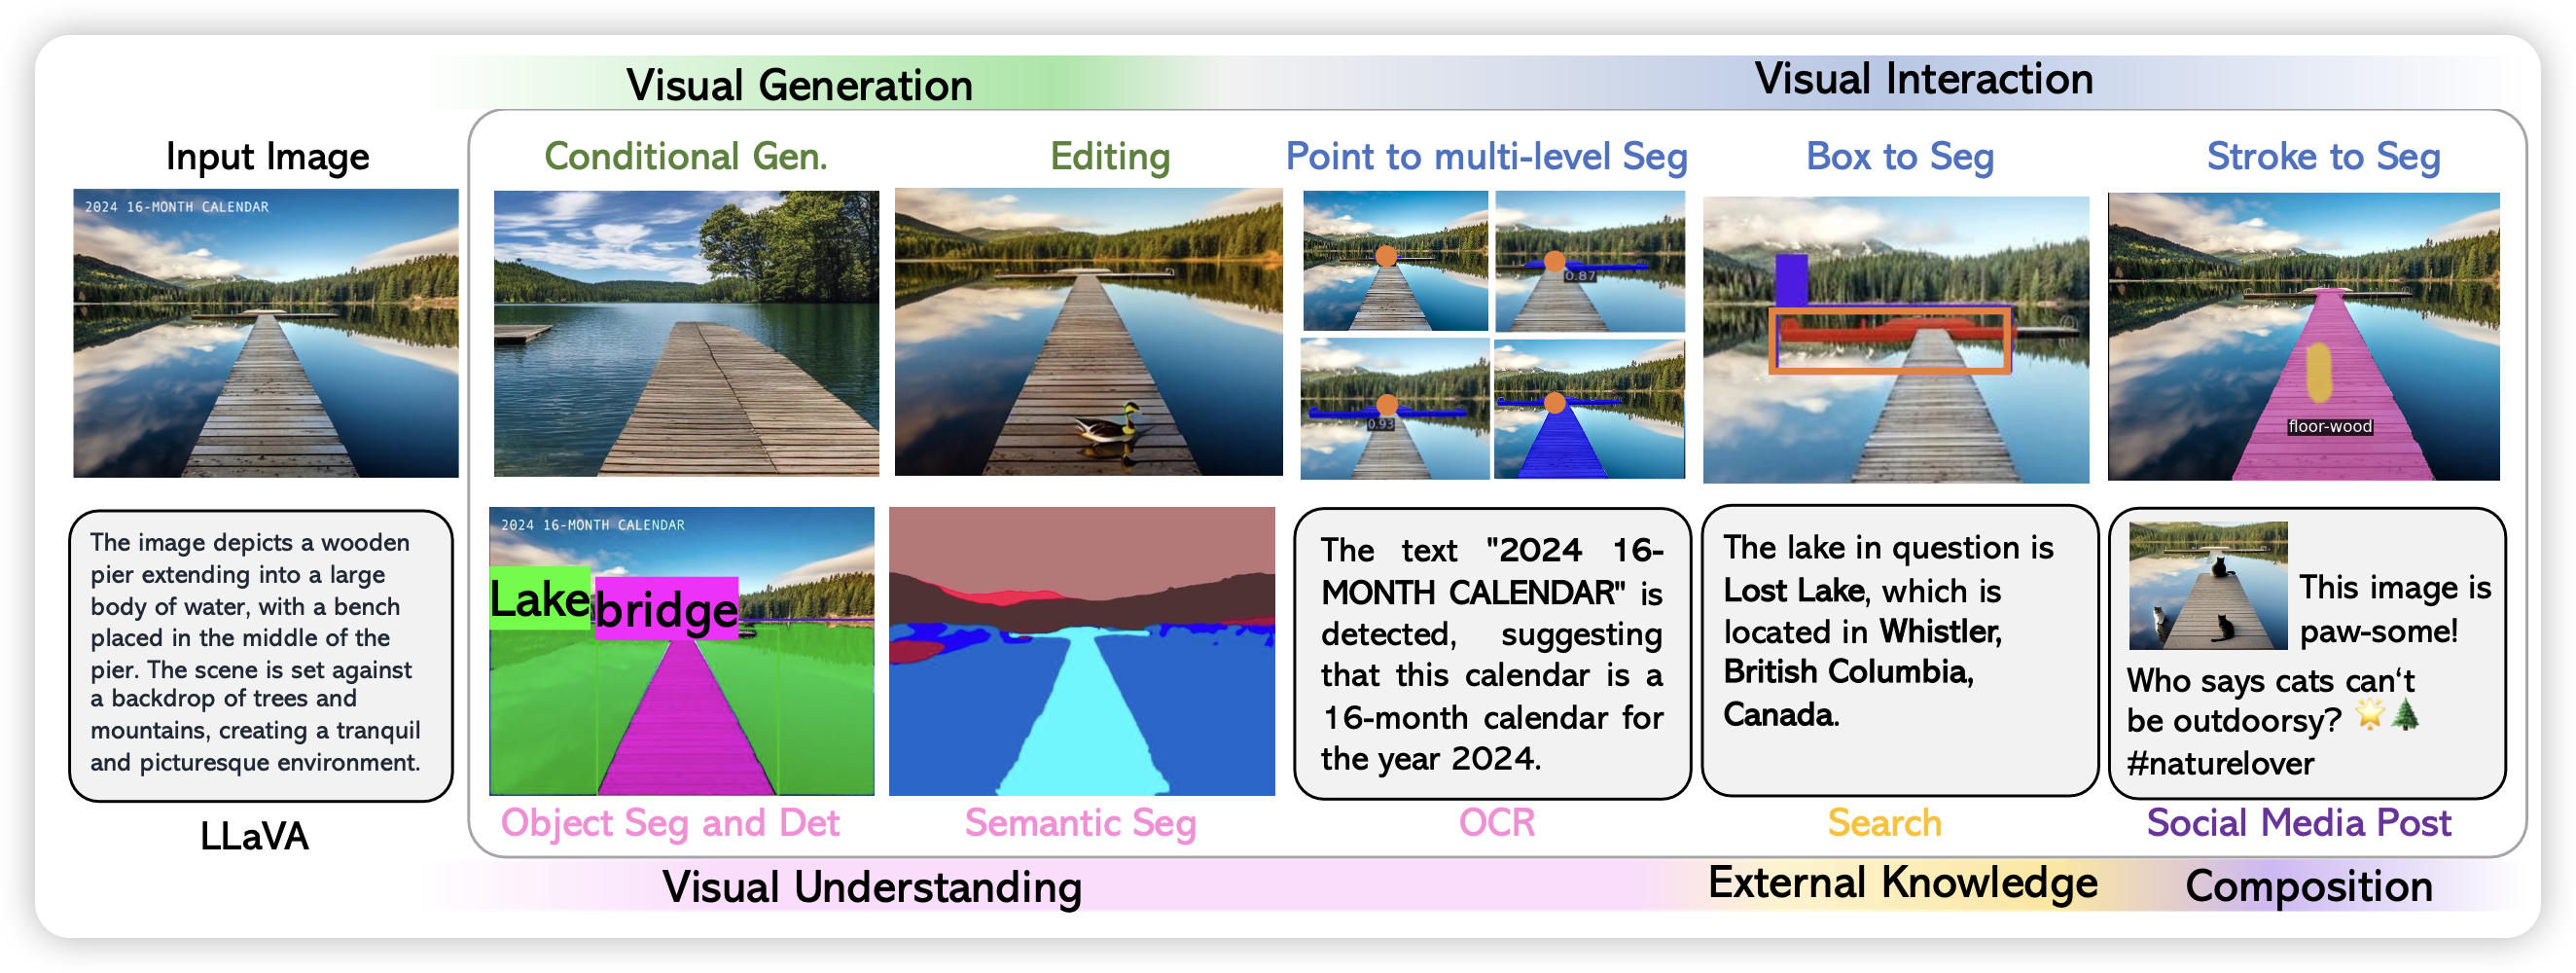 Visual Generation
Visual Interaction
Input Image
Conditional Gen.
Editing
Point to multi-level Seg
Box to Seg
Stroke to Seg
2024 16-MONTH CALENDAR
0.87
0.93
floor-wood
The image depicts a wooden
pier extending into a large
body of water, with a bench
placed in the middle of the
pier. The scene is set against
a backdrop of trees and
mountains, creating a tranquil
and picturesque environment.
LLaVA
2024 16-MONTH CALENDAR
Lake
bridge
Object Seg and Det
Semantic Seg
The text "2024 16-
MONTH CALENDAR" is
detected, suggesting
that this calendar is a
16-month calendar for
the year 2024.
OCR
The lake in question is
Lost Lake, which is
located in Whistler,
British Columbia,
Canada.
Search
This image is
paw-some!
Who says cats can‘t
be outdoorsy? 🌟🌲
#naturelover
Social Media Post
Visual Understanding
External Knowledge
Composition